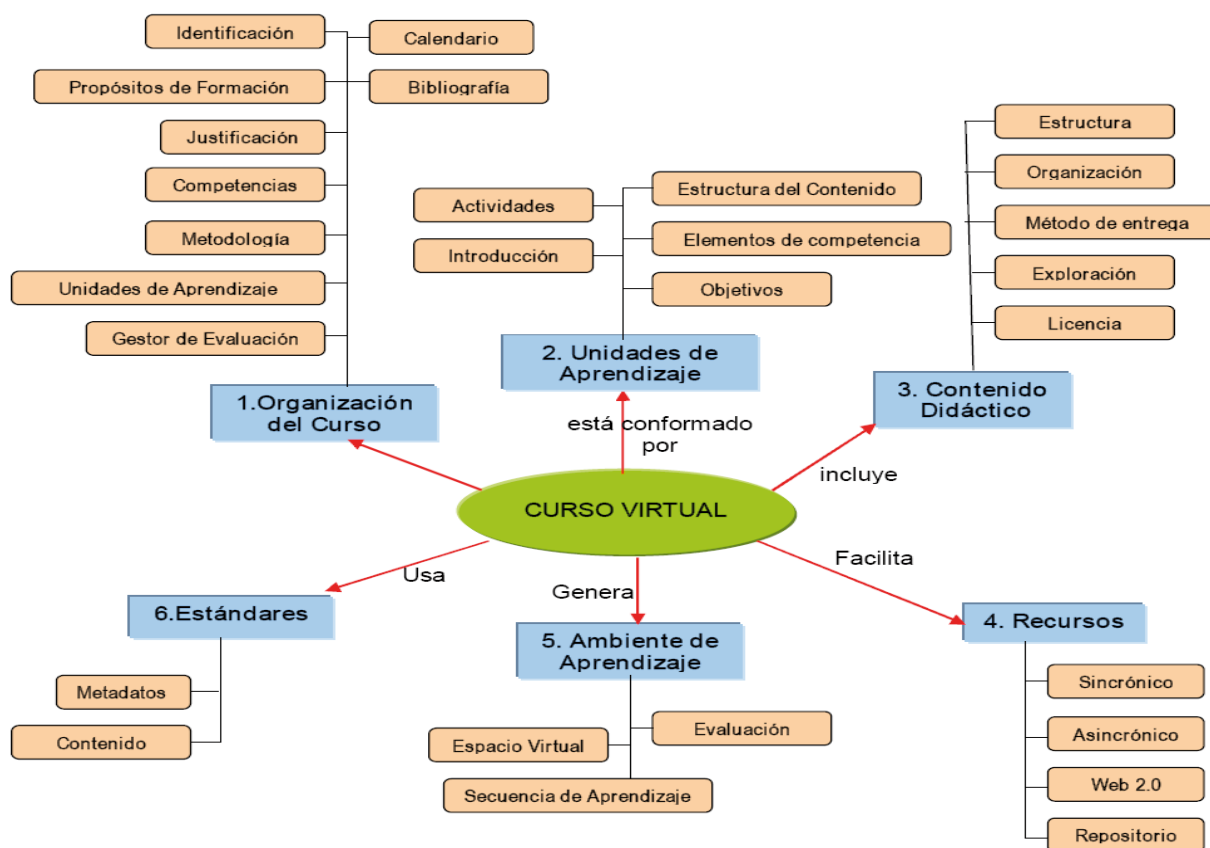 Identificación
Calendario
Propósitos de Formación
Bibliografía
Justificación
Competencias
Metodología
Unidades de Aprendizaje
Gestor de Evaluación
1.Organización
del Curso
Estructura del Contenido
Actividades
Elementos de competencia
Introducción
Objetivos
2. Unidades de
Aprendizaje
Estructura
Organización
Método de entrega
Exploración
Licencia
3. Contenido
Didáctico
está conformado
por
incluye
CURSO VIRTUAL
Usa
Genera
Facilita
6.Estándares
Metadatos
Contenido
5. Ambiente de
Aprendizaje
Evaluación
Espacio Virtual
Secuencia de Aprendizaje
4. Recursos
Sincrónico
Asincrónico
Web 2.0
Repositorio